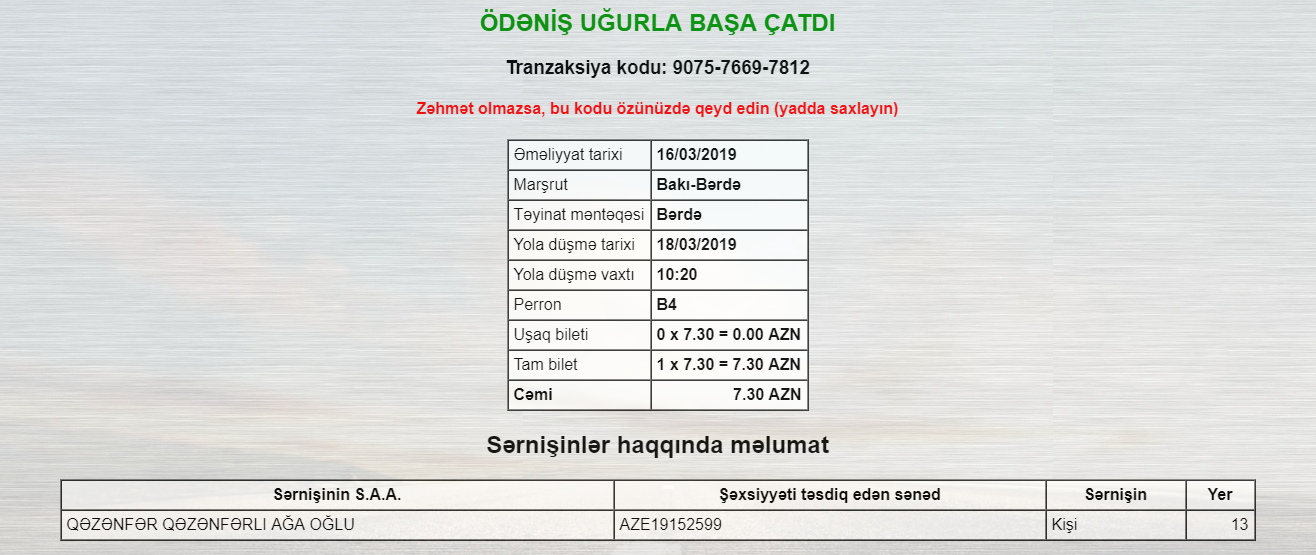 ÖDƏNİŞ UĞURLA BAŞA ÇATDI
Tranzaksiya kodu: 9075-7669-7812
Zəhmət olmazsa, bu kodu özünüzdə qeyd edin (yadda saxlayın)
Əməliyyat tarixi 16/03/2019
Marşrut Bakı-Bərdə
Təyinat məntəqəsi Bərdə
Yola düşmə tarixi 18/03/2019
Yola düşmə vaxtı 10:20
Perron B4
Uşaq bileti 0 x 7.30 = 0.00 AZN
Tam bilet 1 x 7.30 = 7.30 AZN
Cəmi 7.30 AZN
Sərnişinlər haqqında məlumat
Sərnişinin S.A.A. Şəxsiyyəti təsdiq edən sənəd Sərnişin Yer
QƏZƏNFƏR QƏZƏNFƏRLI AĞA OĞLU AZE19152599 Kişi 13